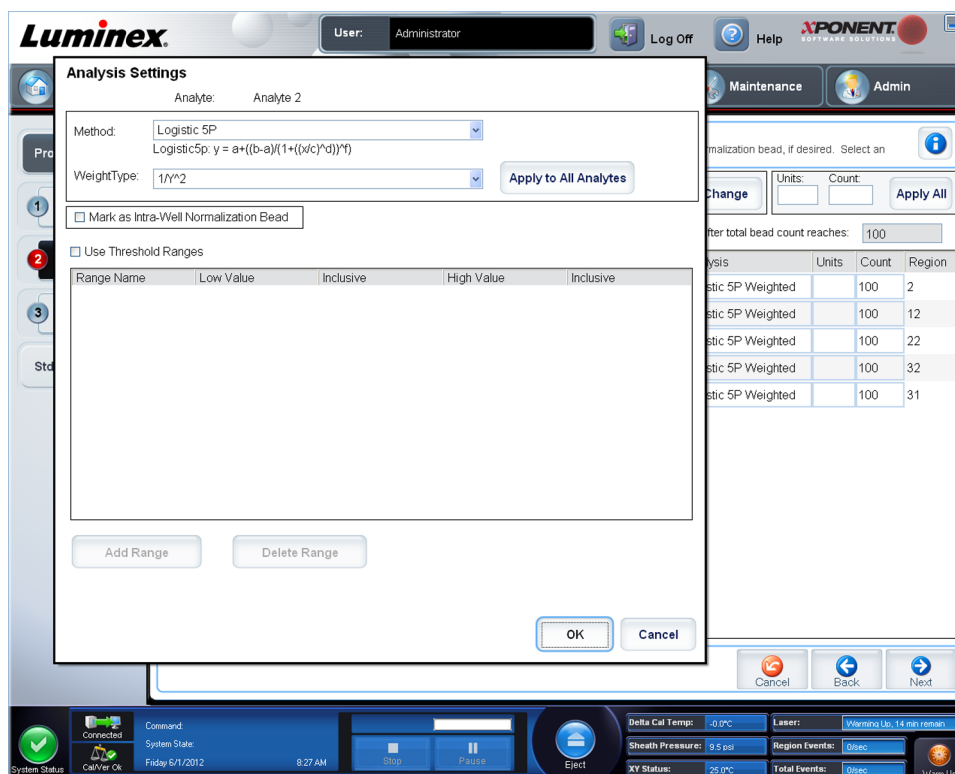 Luminex.
User: Administrator
Log Off
Help
XPONENT.
SOFTWARE SOLUTIONS
Maintenance
Admin
Analysis Settings
Analyte: Analyte 2
Method: Logistic 5P
Logistic5p: y = a+((b-a)/(1+((x/c)^d))^f)
WeightType: 1/Y^2
Apply to All Analytes
Mark as Intra-Well Normalization Bead
Use Threshold Ranges
Range Name Low Value Inclusive High Value Inclusive
Add Range Delete Range
OK Cancel
Pro
1
2
3
Std
malization bead, if desired. Select an
Change
Units: Count:
Apply All
fter total bead count reaches: 100
lysis Units Count Region
stic 5P Weighted 100 2
stic 5P Weighted 100 12
stic 5P Weighted 100 22
stic 5P Weighted 100 32
stic 5P Weighted 100 31
Cancel Back Next
System Status
Connected
Cal/Ver Ok
Command:
System State:
Friday 6/1/2012 8:27 AM
Stop Pause
Eject
Delta Cal Temp: -0.0°C Laser: Warming Up, 14 min remain
Sheath Pressure: 9.5 psi Region Events: 0/sec
XY Status: 25.0°C Total Events: 0/sec